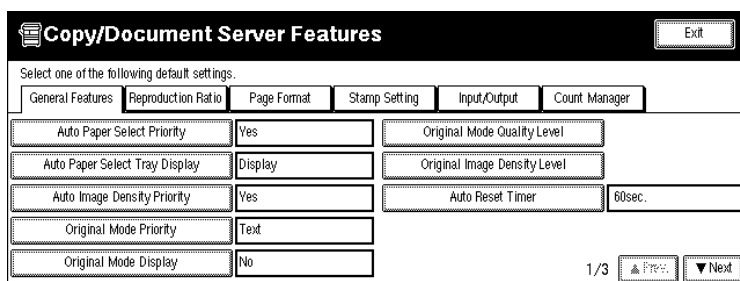 Copy/Document Server Features
Exit
Select one of the following default settings.
General Features Reproduction Ratio Page Format Stamp Setting Input/Output Count Manager
Auto Paper Select Priority Yes Original Mode Quality Level
Auto Paper Select Tray Display Display Original Image Density Level
Auto Image Density Priority Yes Auto Reset Timer 60sec.
Original Mode Priority Text
Original Mode Display No
1/3 ▲Prev. ▼Next